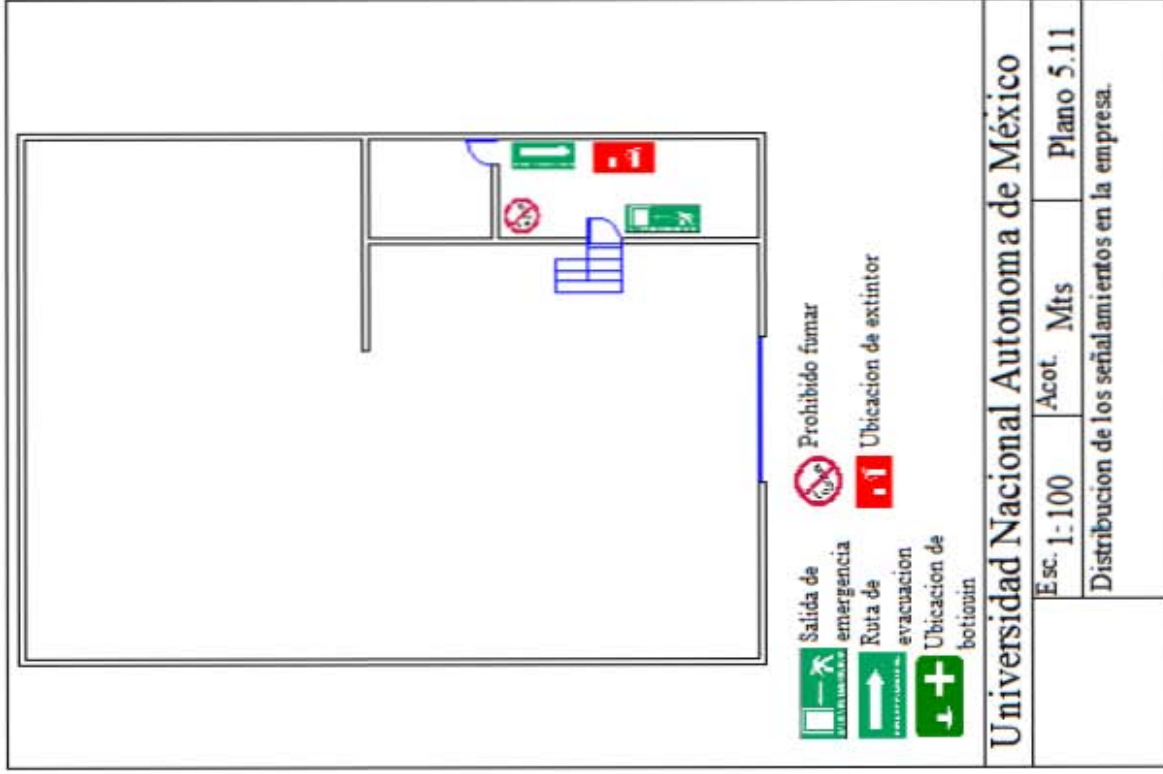 Salida de
emergencia
Ruta de
evacuacion
Ubicacion de
botiquin
Prohibido fumar
Ubicacion de extintor
Universidad Nacional Autonoma de México
Esc. 1:100
Acot. Mts
Plano 5.11
Distribucion de los señalamientos en la empresa.